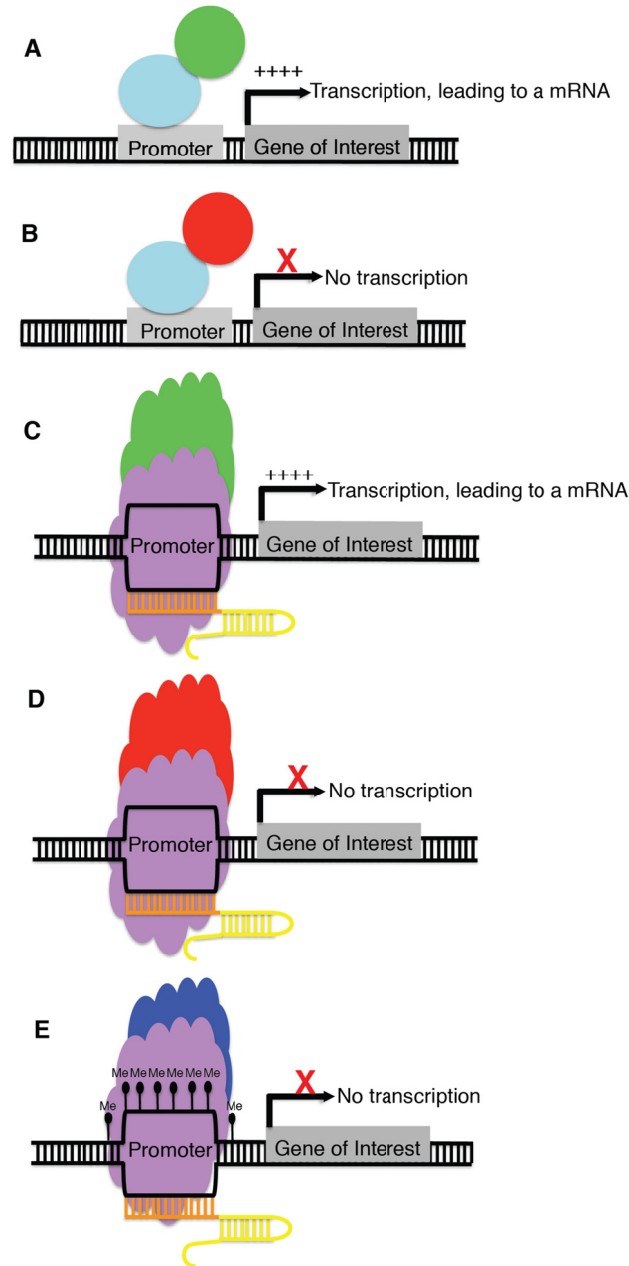 A
++++
Transcription, leading to a mRNA
Promoter
Gene of Interest
B
X
No transcription
Promoter
Gene of Interest
C
++++
Transcription, leading to a mRNA
Promoter
Gene of Interest
D
X
No transcription
Promoter
Gene of Interest
E
X
No transcription
Me Me Me Me Me Me
Me
Me
Promoter
Gene of Interest